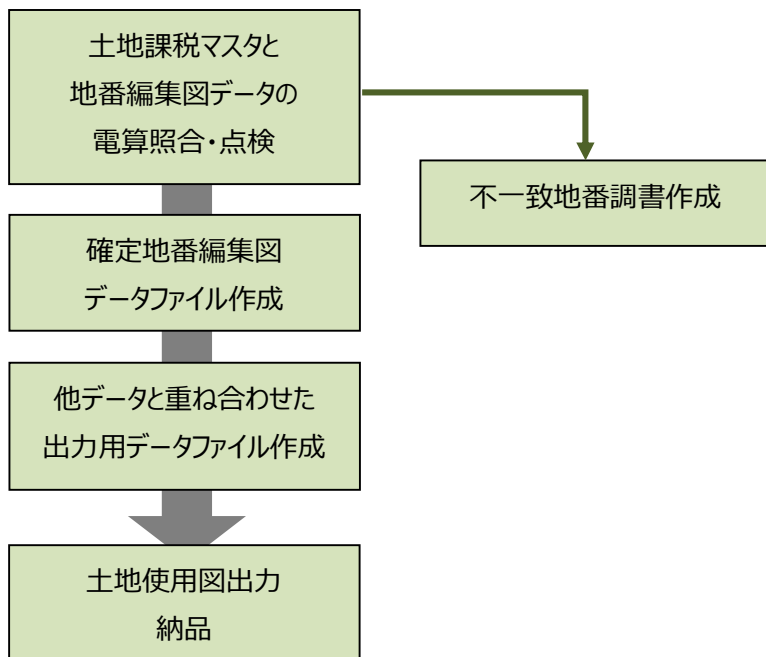 土地課税マスタと
地番編集図データの
電算照合・点検
不一致地番調書作成
確定地番編集図
データファイル作成
他データと重ね合わせた
出力用データファイル作成
土地使用図出力
納品